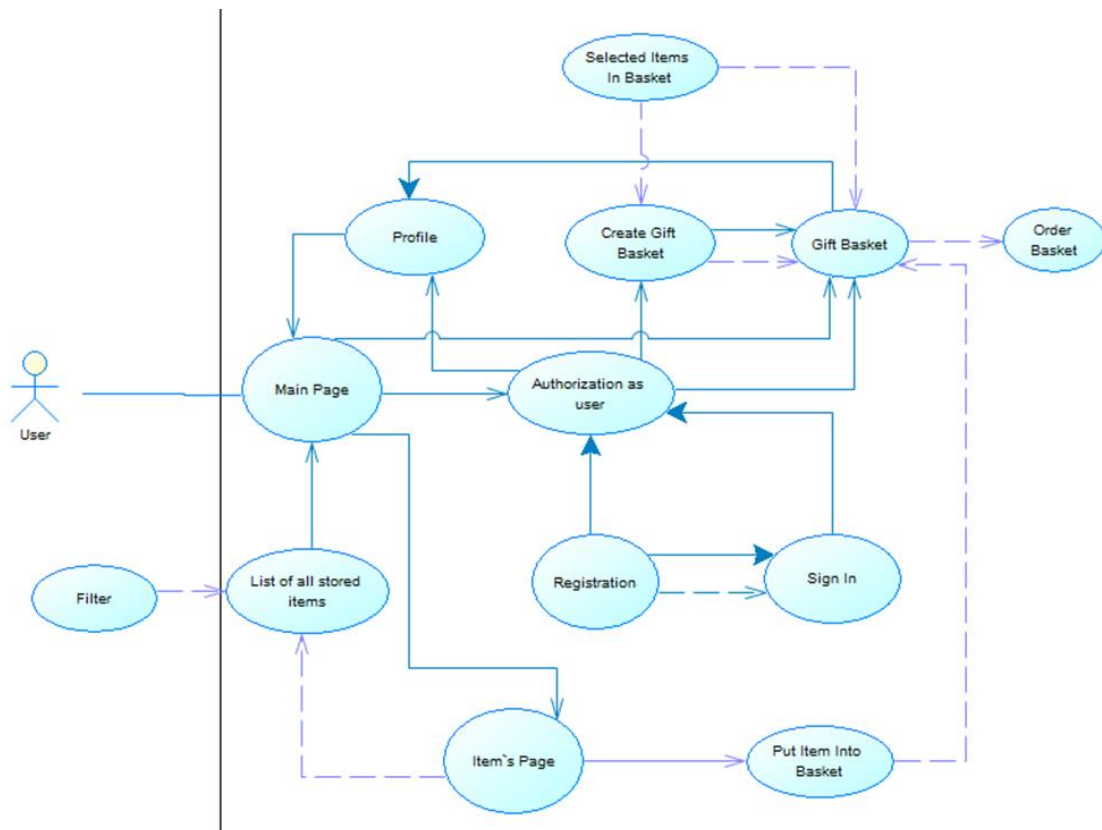 Selected Items
In Basket
Profile
Create Gift
Basket
Gift Basket
Order
Basket
Main Page
Authorization as
user
User
List of all stored
items
Filter
Registration
Sign In
Item`s Page
Put Item Into
Basket